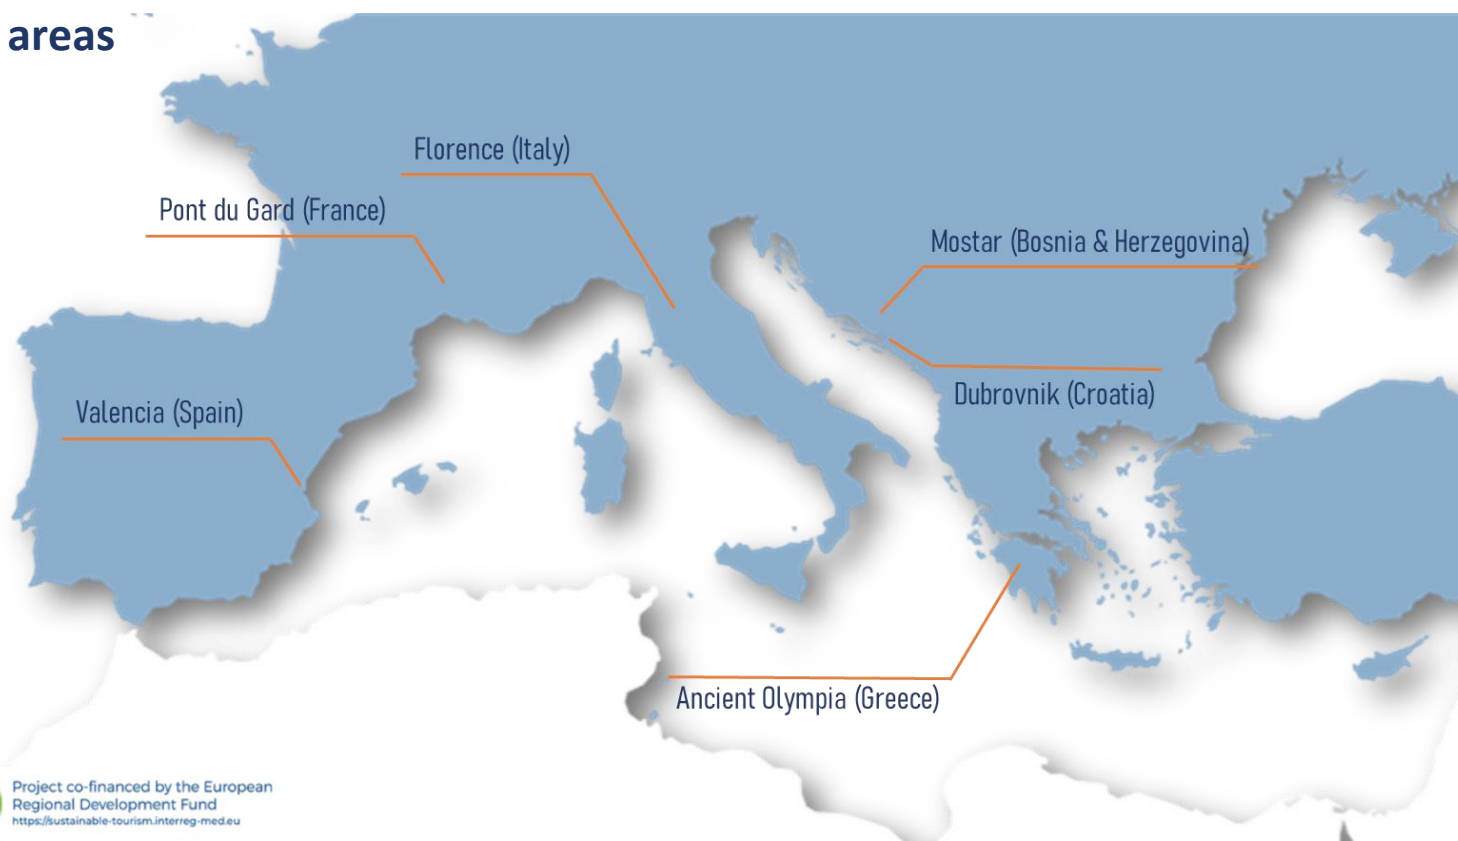 areas
Florence (Italy)
Pont du Gard (France)
Mostar (Bosnia & Herzegovina)
Dubrovnik (Croatia)
Valencia (Spain)
Ancient Olympia (Greece)
Project co-financed by the European
Regional Development Fund
https://sustainable-tourism.interreg-med.eu